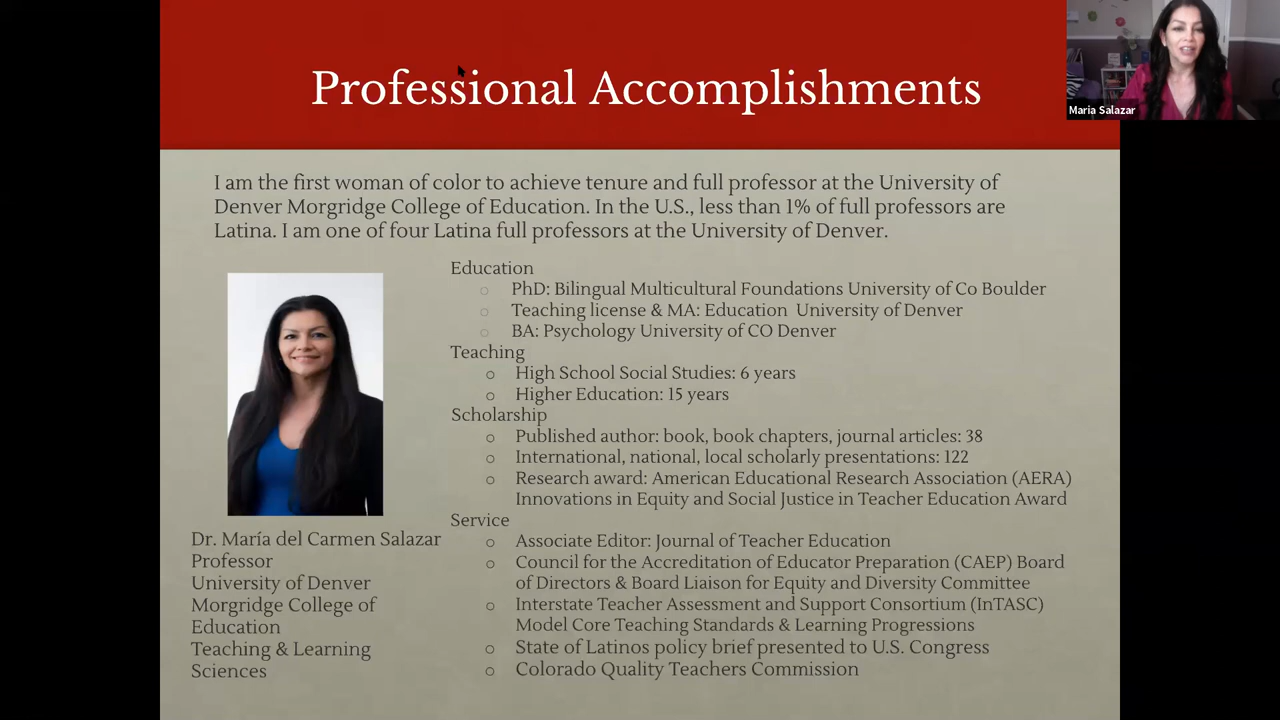 Professional Accomplishments
Maria Salazar
I am the first woman of color to achieve tenure and full professor at the University of
Denver Morgridge College of Education. In the U.S., less than 1% of full professors are
Latina. I am one of four Latina full professors at the University of Denver.
Dr. María del Carmen Salazar
Professor
University of Denver
Morgridge College of
Education
Teaching & Learning
Sciences
Education
PhD: Bilingual Multicultural Foundations University of Co Boulder
Teaching license & MA: Education University of Denver
BA: Psychology University of CO Denver
Teaching
High School Social Studies: 6 years
Higher Education: 15 years
Scholarship
Published author: book, book chapters, journal articles: 38
International, national, local scholarly presentations: 122
Research award: American Educational Research Association (AERA)
Innovations in Equity and Social Justice in Teacher Education Award
Service
Associate Editor: Journal of Teacher Education
Council for the Accreditation of Educator Preparation (CAEP) Board
of Directors & Board Liaison for Equity and Diversity Committee
Interstate Teacher Assessment and Support Consortium (InTASC)
Model Core Teaching Standards & Learning Progressions
State of Latinos policy brief presented to U.S. Congress
Colorado Quality Teachers Commission